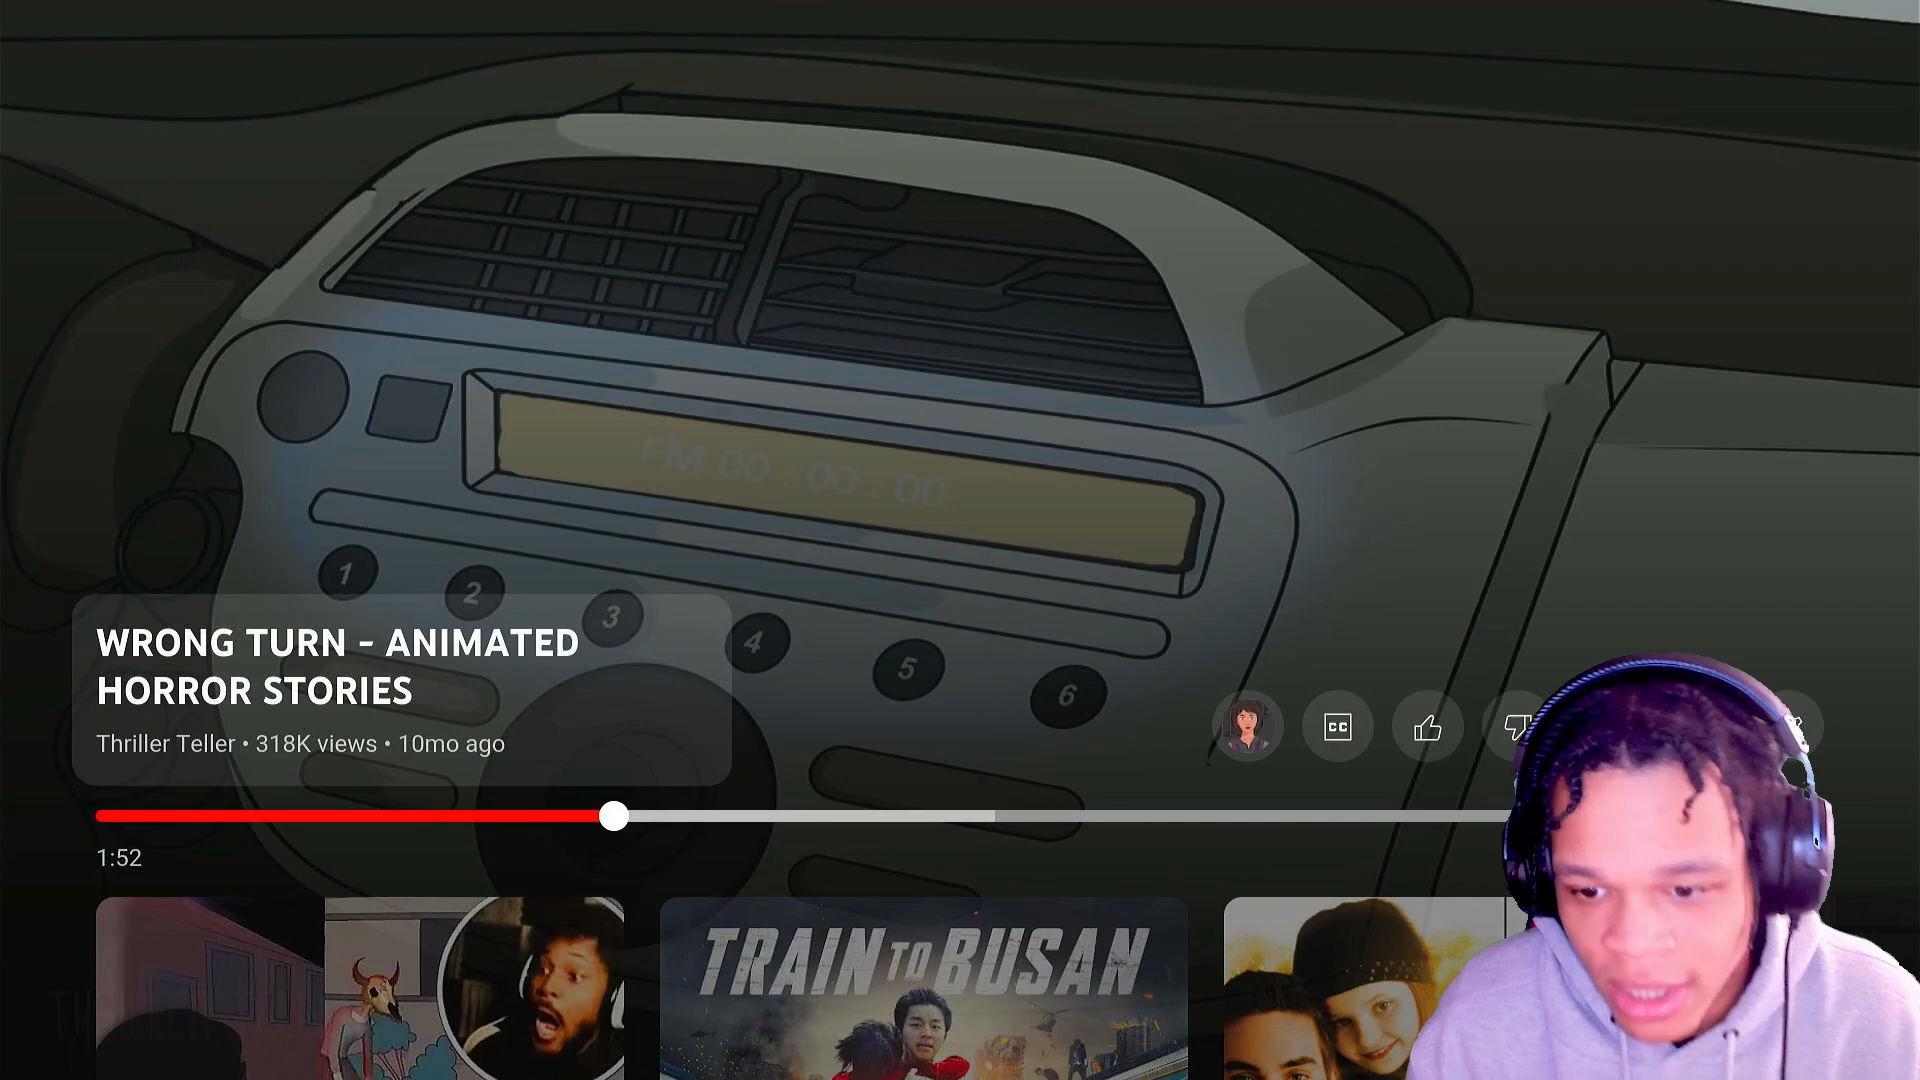 FM 00 : 00 : 00
1
2
3
4
5
6
WRONG TURN - ANIMATED
HORROR STORIES
Thriller Teller • 318K views • 10mo ago
CC
1:52
TRAIN TO BUSAN